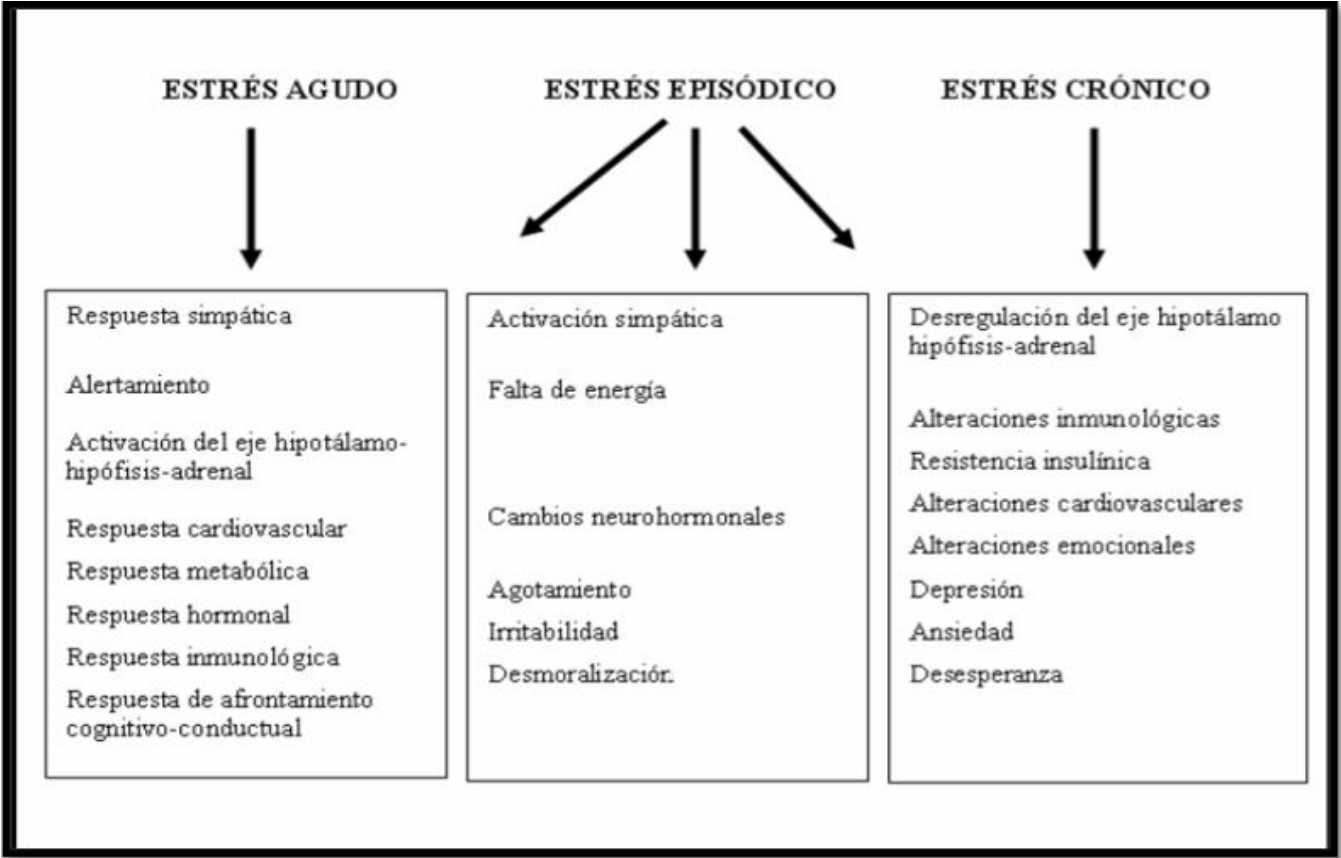 ESTRÉS AGUDO
ESTRÉS EPISÓDICO
ESTRÉS CRÓNICO
Respuesta simpática
Alertamiento
Activación del eje hipotálamo-
hipófisis-adrenal
Respuesta cardiovascular
Respuesta metabólica
Respuesta hormonal
Respuesta inmunológica
Respuesta de afrontamiento
cognitivo-conductual
Activación simpática
Falta de energía
Cambios neurohormonales
Agotamiento
Irritabilidad
Desmoralización.
Desregulación del eje hipotálamo
hipófisis-adrenal
Alteraciones inmunológicas
Resistencia insulínica
Alteraciones cardiovasculares
Alteraciones emocionales
Depresión
Ansiedad
Desesperanza